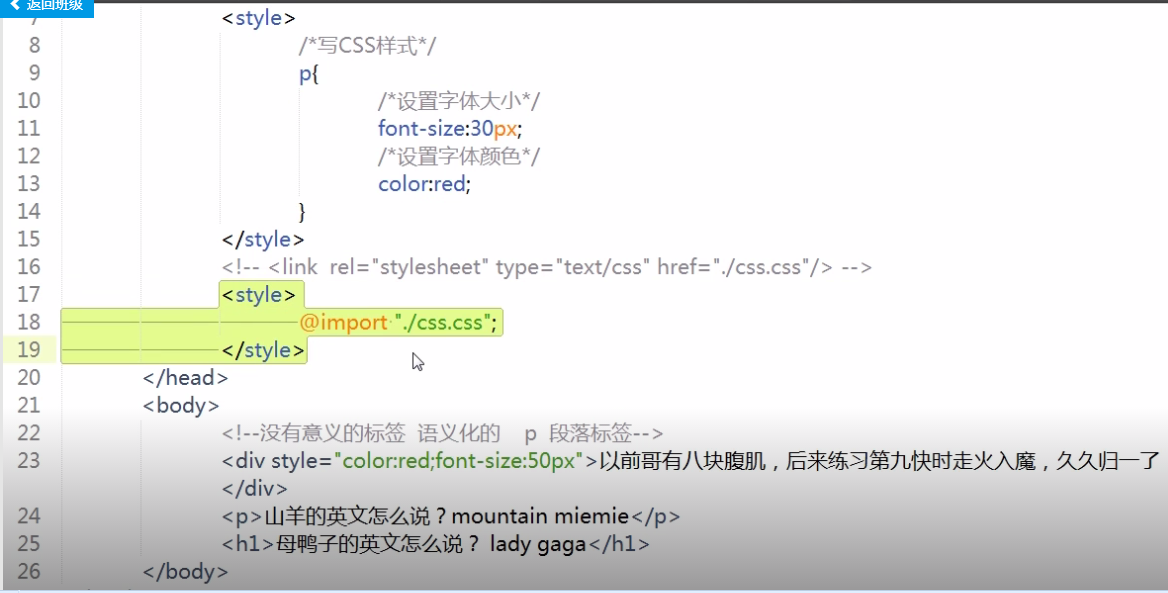 返回班级
7 <style>
8 /*写CSS样式*/
9 p{
10 /*设置字体大小*/
11 font-size:30px;
12 /*设置字体颜色*/
13 color:red;
14 }
15 </style>
16 <!-- <link rel="stylesheet" type="text/css" href="./css.css"/> -->
17 <style>
18 @import "./css.css";
19 </style>
20 </head>
21 <body>
22 <!--没有意义的标签 语义化的 p 段落标签-->
23 <div style="color:red;font-size:50px">以前哥有八块腹肌，后来练习第九快时走火入魔，久久归一了
</div>
24 <p>山羊的英文怎么说？mountain miemie</p>
25 <h1>母鸭子的英文怎么说？ lady gaga</h1>
26 </body>